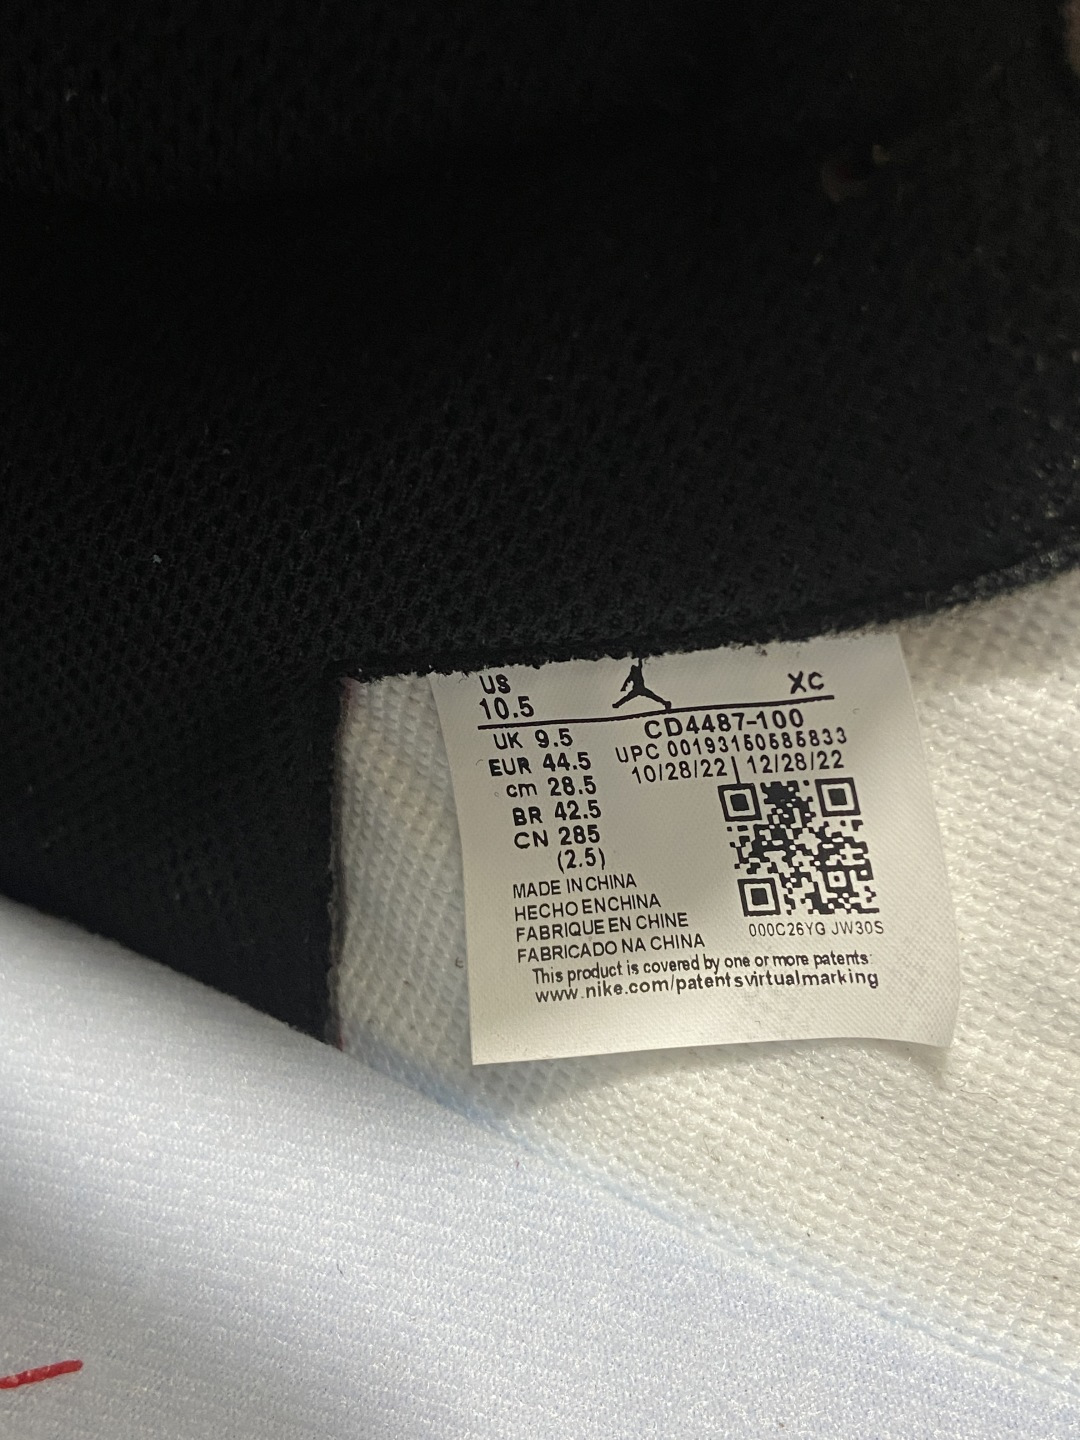 US
10.5
XC
UK 9.5
EUR 44.5
cm 28.5
BR 42.5
CN 285
(2.5)
CD4487-100
UPC 00193150585833
10/28/22 | 12/28/22
000C26YG JW30S
MADE IN CHINA
HECHO EN CHINA
FABRIQUE EN CHINE
FABRICADO NA CHINA
This product is covered by one or more patents:
www.nike.com/patentsvirtualmarking